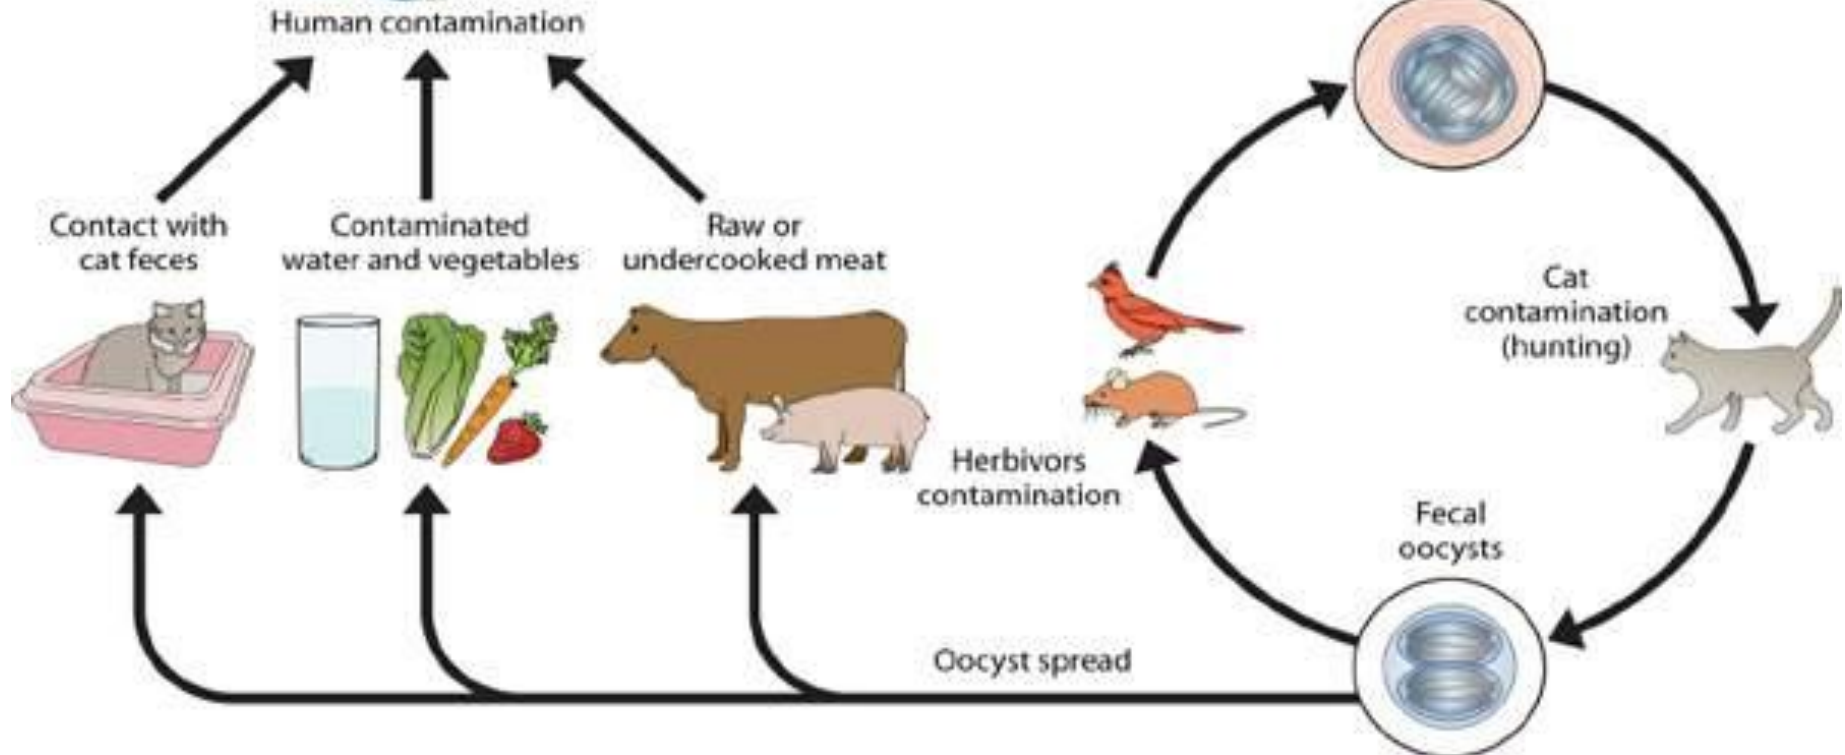 Human contamination
Contact with
cat feces
Contaminated
water and vegetables
Raw or
undercooked meat
Cat
contamination
(hunting)
Herbivors
contamination
Fecal
oocysts
Oocyst spread